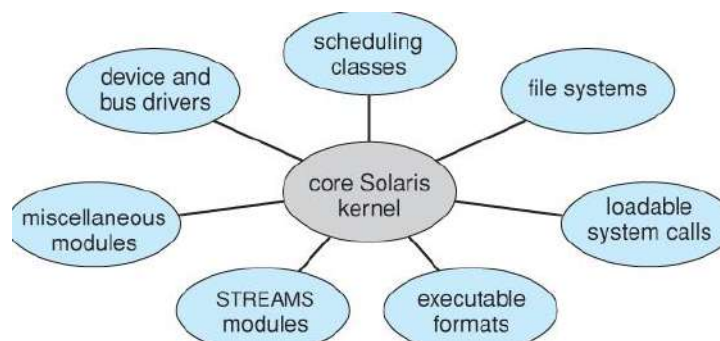 scheduling
classes
device and
bus drivers
file systems
core Solaris
kernel
miscellaneous
modules
loadable
system calls
STREAMS
modules
executable
formats